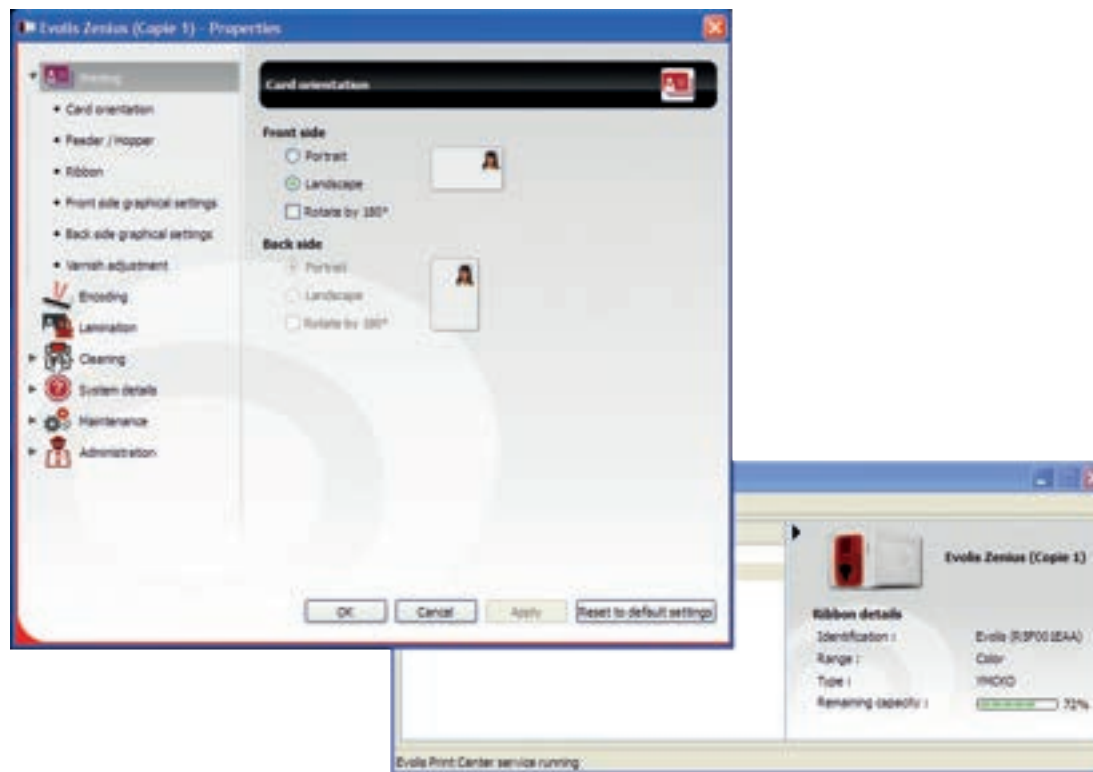 Evolis Zenius (Copie 1) - Properties
Printing
Card orientation
Feeder / Hopper
Ribbon
Front side graphical settings
Back side graphical settings
Varnish adjustment
Encoding
Lamination
Cleaning
System details
Maintenance
Administration
Card orientation
Front side
Portrait
Landscape
Rotate by 180°
Back side
Portrait
Landscape
Rotate by 180°
OK
Cancel
Apply
Reset to default settings
Evolis Zenius (Copie 1)
Ribbon details
Identification : Evolis (R3F001EAA)
Range : Color
Type : YMCKO
Remaining capacity : 72%
Evolis Print Center service running